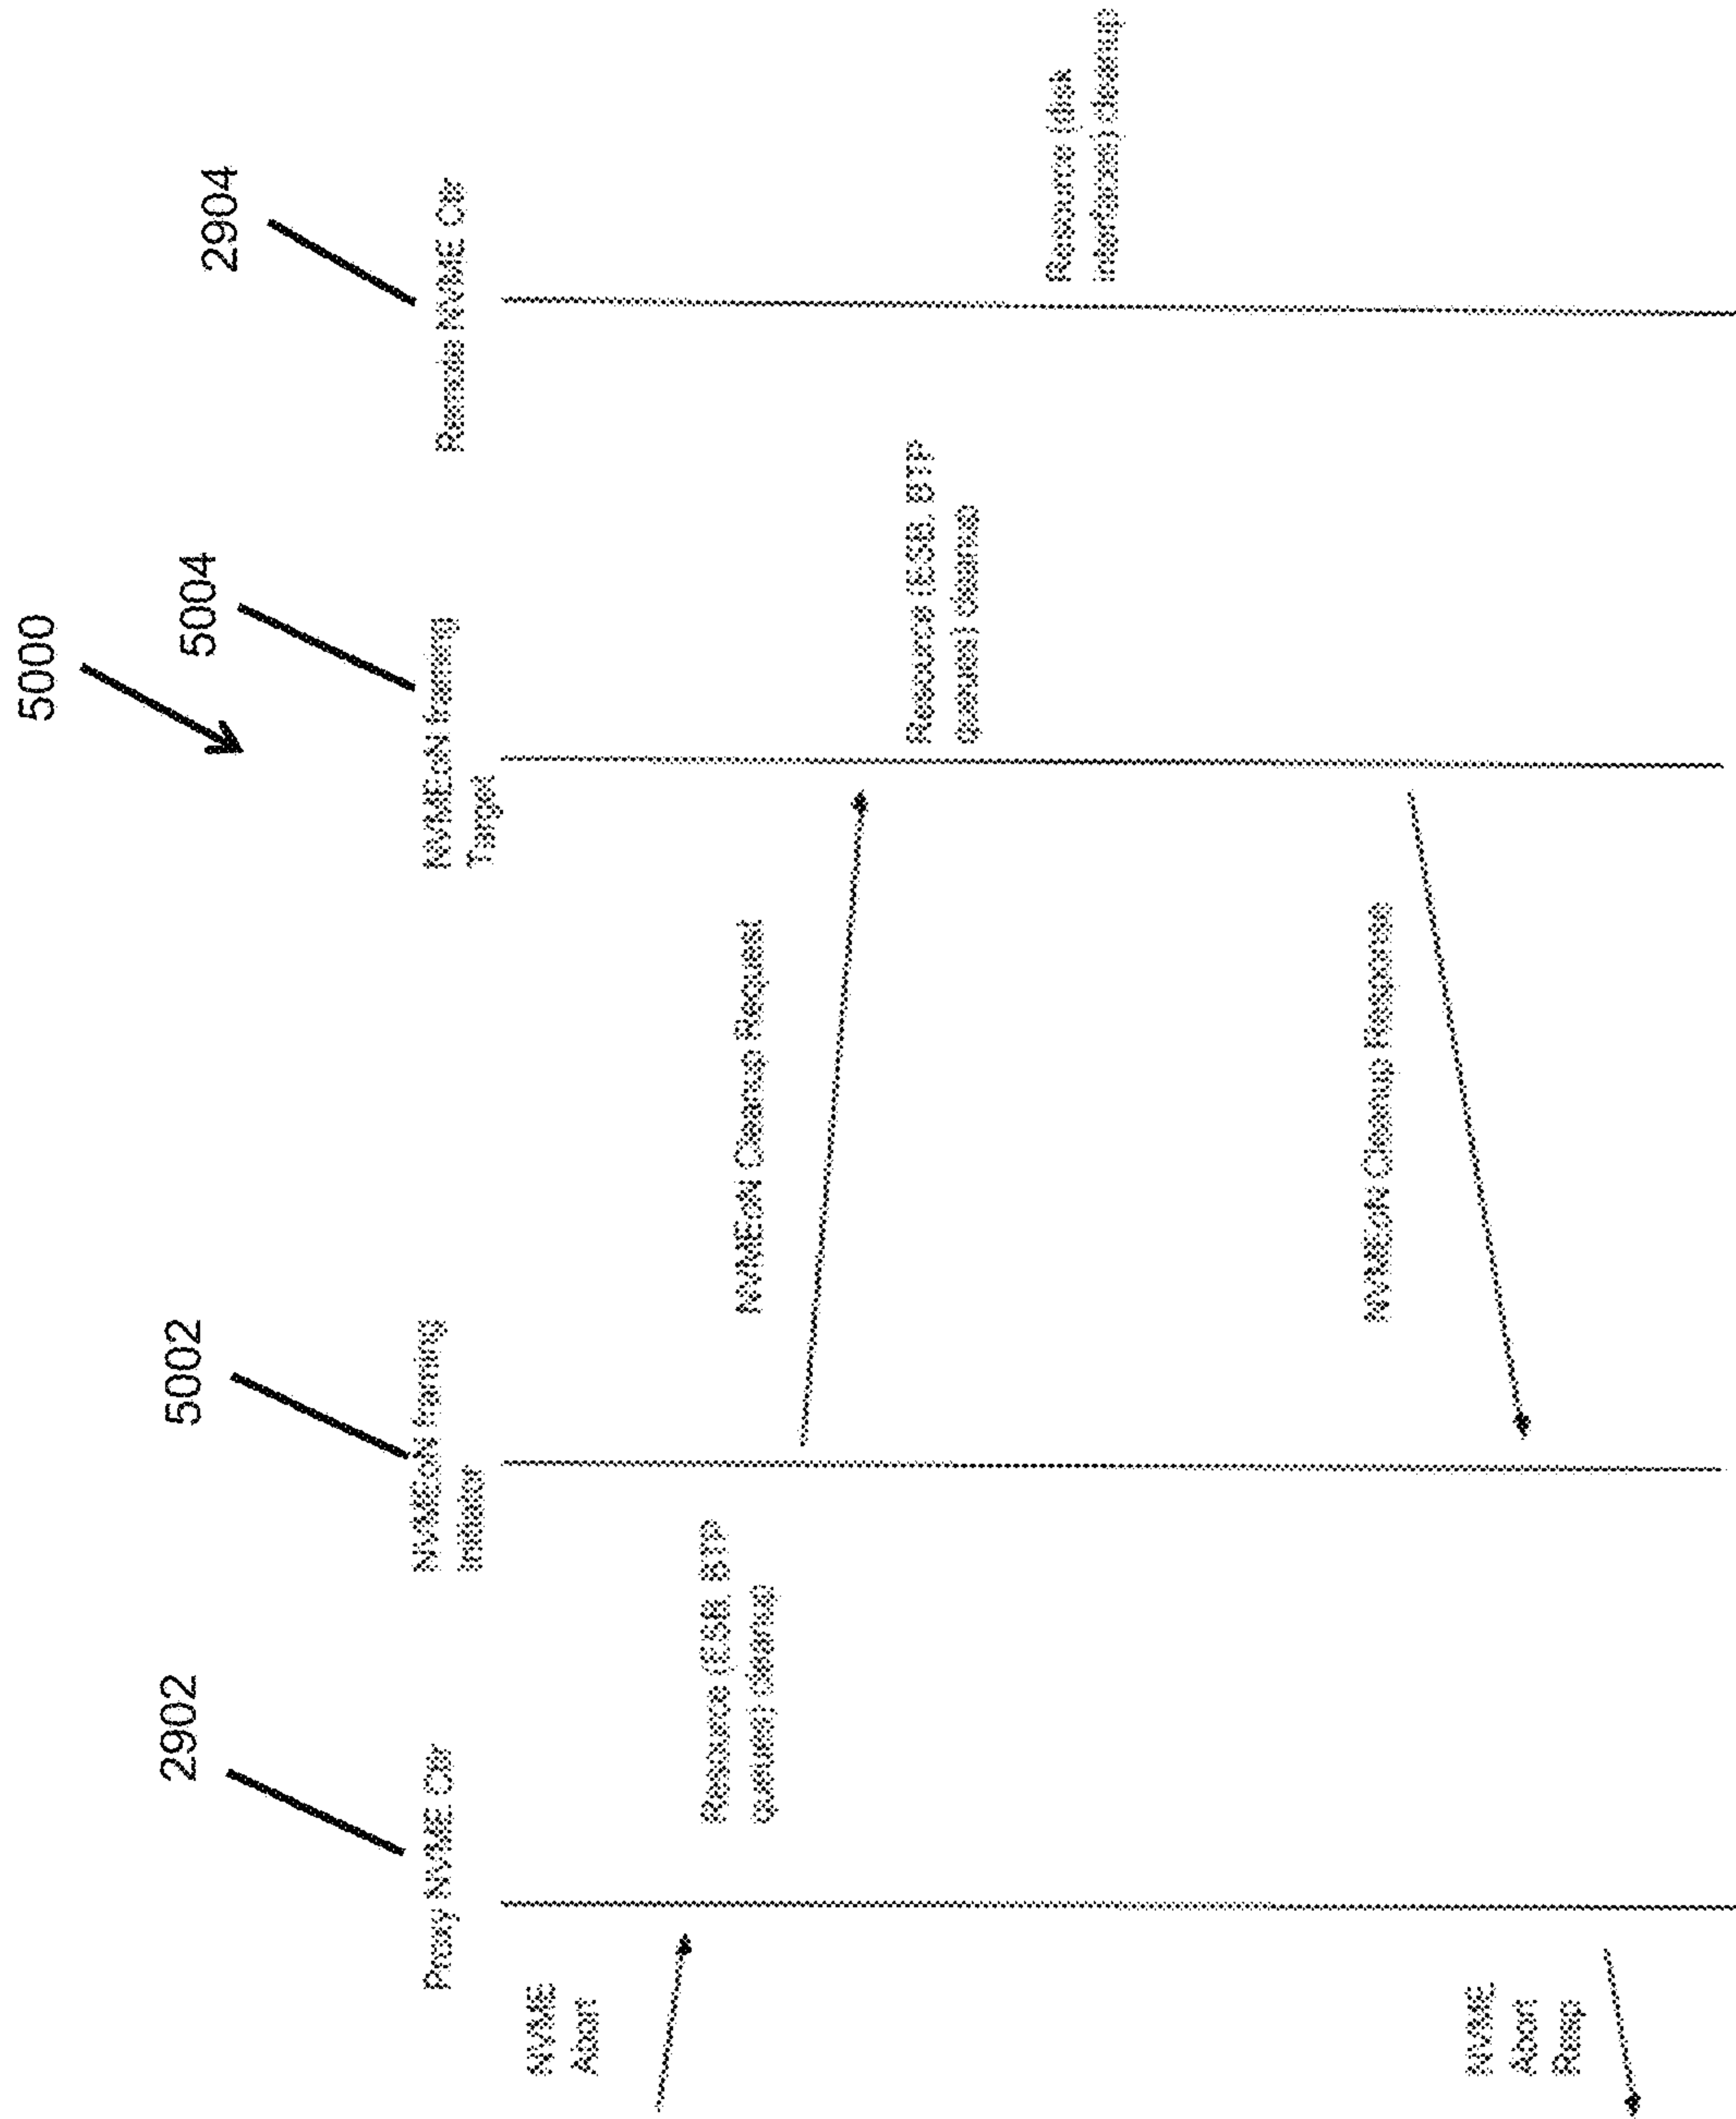 5000
2902
5002
5004
2904
Proxy NVME Ctlr
NVMEoN framing
Initiator
NVMEoN framing
Target
Remote NVME Ctlr
NVME
Abort
Resource (ESB, BTP
queues) cleanup
NVMEoN Cleanup Request
Resource (ESB, BTP
queues) cleanup
Resource (disk
interfaces) cleanup
NVMEoN Cleanup Response
NVME
Abort
Resp